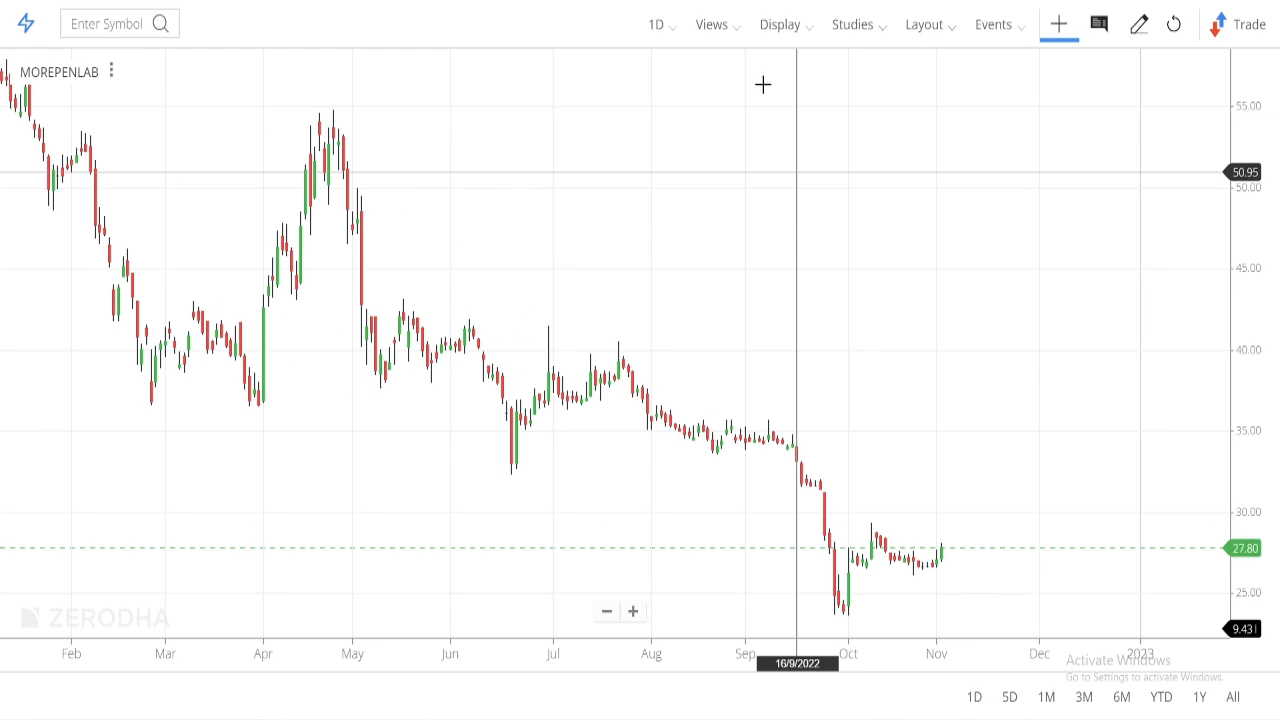 Enter Symbol 1D Views Display Studies Layout Events Trade
MOREPENLAB
55.00
50.95
50.00
45.00
40.00
35.00
30.00
27.80
25.00
ZERODHA
Feb Mar Apr May Jun Jul Aug Sep Oct Nov Dec 2023
16/9/2022
Activate Windows
Go to Settings to activate Windows.
1D 5D 1M 3M 6M YTD 1Y All